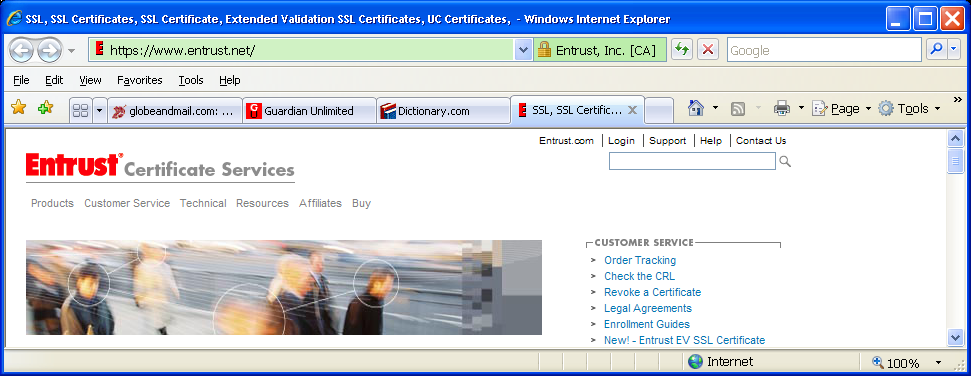 SSL, SSL Certificates, SSL Certificate, Extended Validation SSL Certificates, UC Certificates,  - Windows Internet Explorer
https://www.entrust.net/ Entrust, Inc. [CA] Google
File Edit View Favorites Tools Help
globeandmail.com: ... Guardian Unlimited Dictionary.com SSL, SSL Certific... Page Tools »
Entrust.com | Login | Support | Help | Contact Us
Entrust® Certificate Services
Products Customer Service Technical Resources Affiliates Buy
CUSTOMER SERVICE
> Order Tracking
> Check the CRL
> Revoke a Certificate
> Legal Agreements
> Enrollment Guides
> New! - Entrust EV SSL Certificate
Internet 100%